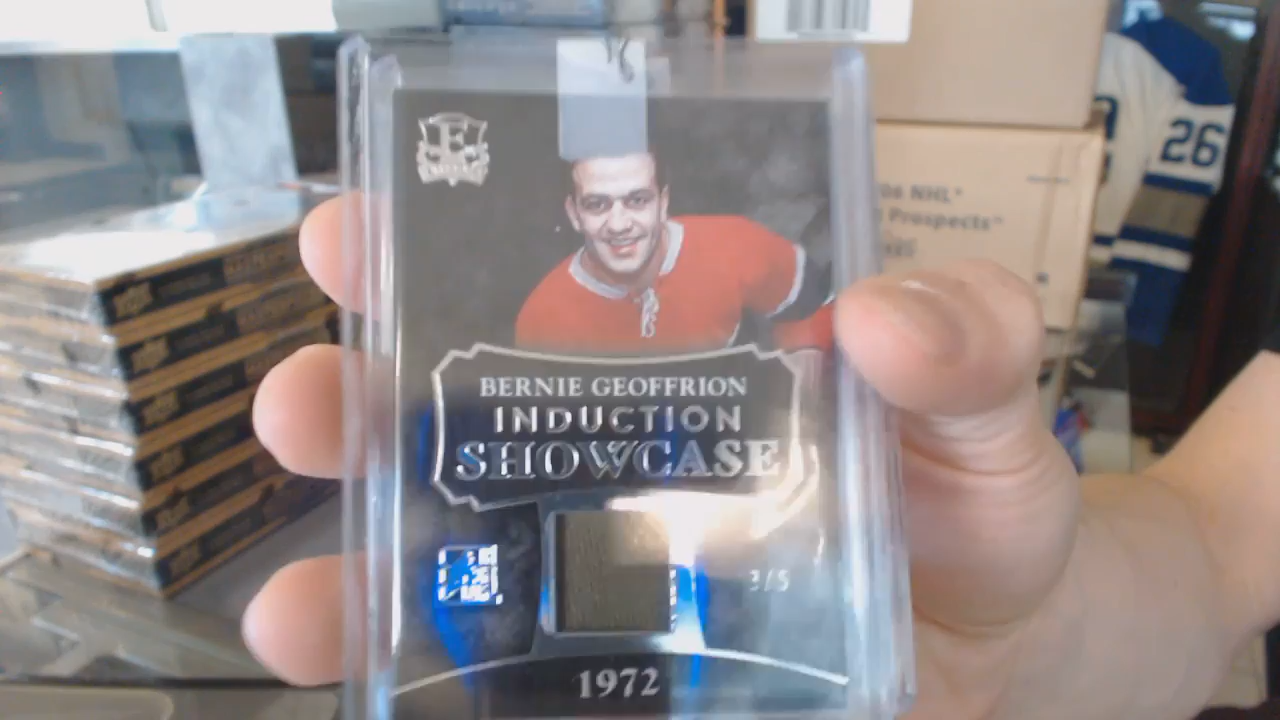 E
BERNIE GEOFFRION
INDUCTION
SHOWCASE
3/5
1972
26
NHL*
Prospects*